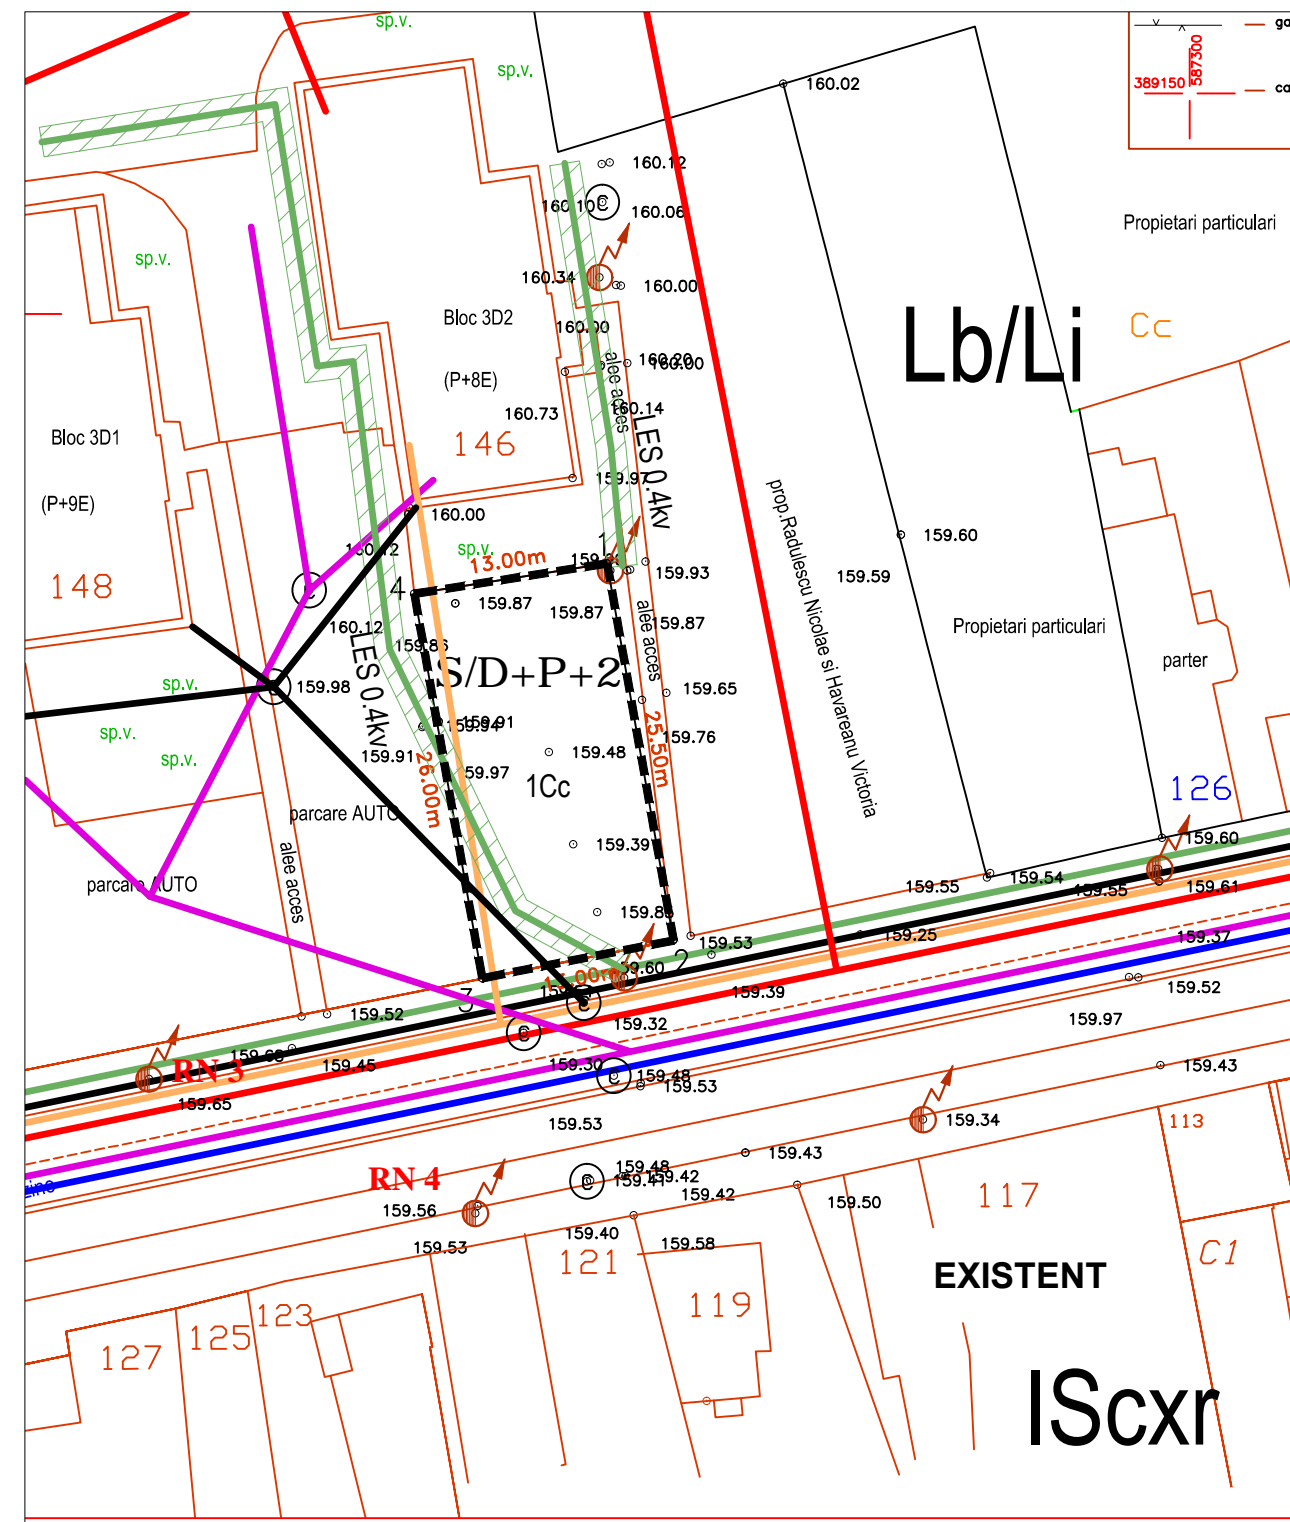 sp.v.
sp.v.
ga
587300
389150
ca
160.02
160.12
160.10
160.06
Propietari particulari
sp.v.
160.34
160.00
Bloc 3D2
160.00
Lb/Li
Cc
alee acces
160.20
160.00
(P+8E)
160.14
160.73
Bloc 3D1
146
LES 0.4kv
159.97
(P+9E)
160.00
prop.Radulescu Nicolae si Havareanu Victoria
159.60
160.12
sp.v.
1
13.00m
159.93
159.59
148
4
159.87
159.87
159.87
alee acces
160.12
159.86
Propietari particulari
LES 0.4kv
S/D+P+2
parter
sp.v.
159.98
159.65
sp.v.
159.94
159.91
159.76
25.50m
sp.v.
159.91
26.00m
159.97
159.48
1Cc
126
parcare AUTO
159.39
159.60
parcare AUTO
alee acces
159.55
159.54
159.55
159.61
159.53
159.25
159.37
2
159.60
3
159.39
159.52
159.52
159.32
159.97
159.45
159.30
159.43
RN 3
159.48
159.53
159.65
159.53
159.34
113
159.43
159.48
159.42
159.41
RN 4
159.56
159.42
159.50
117
159.40
159.53
159.58
121
C1
EXISTENT
119
123
125
127
IScxr